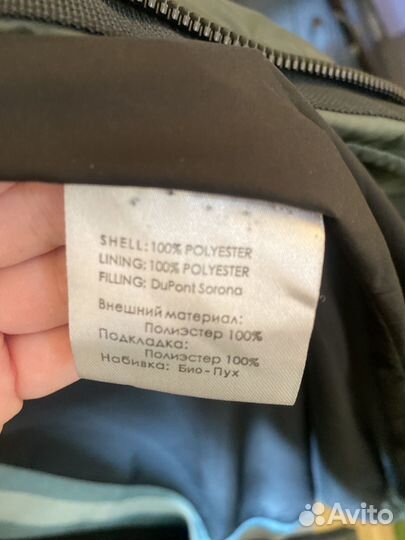 SHELL: 100% POLYESTER
LINING: 100% POLYESTER
FILLING: DuPont Sorona
Внешний материал:
Полиэстер 100%
Подкладка:
Полиэстер 100%
Набивка: Био-Пух
Avito